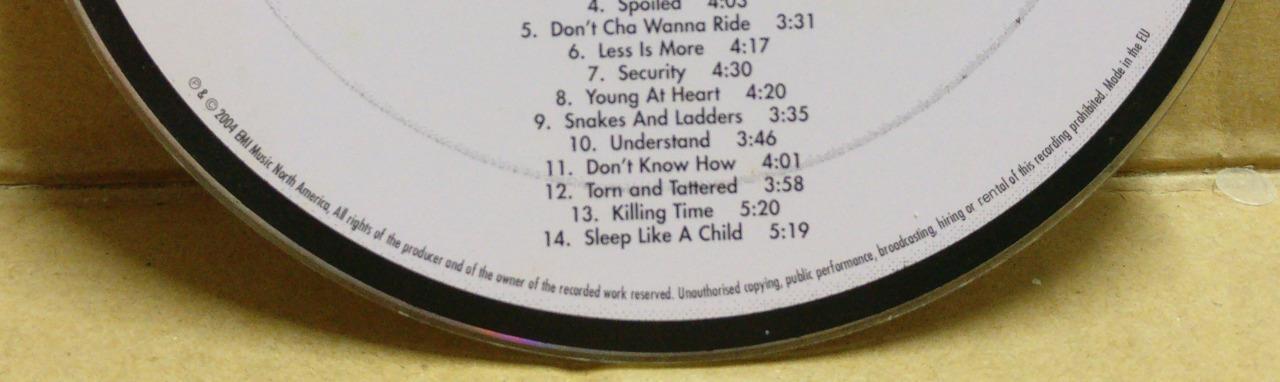 4. Spoiled 4:03
5. Don't Cha Wanna Ride 3:31
6. Less Is More 4:17
7. Security 4:30
8. Young At Heart 4:20
9. Snakes And Ladders 3:35
10. Understand 3:46
11. Don't Know How 4:01
12. Torn and Tattered 3:58
13. Killing Time 5:20
14. Sleep Like A Child 5:19
℗ & © 2004 EMI Music North America, All rights of the producer and of the owner of the recorded work reserved. Unauthorised copying, public performance, broadcasting, hiring or rental of this recording prohibited. Made in the EU